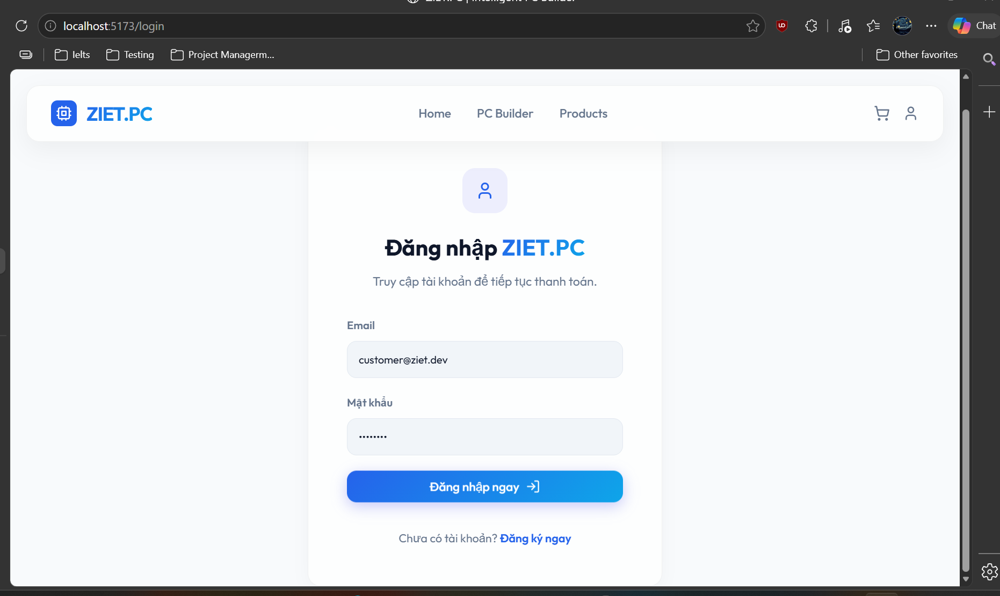 localhost:5173/login
Chat
Ielts
Testing
Project Managerm...
Other favorites
ZIET.PC
Home
PC Builder
Products
Đăng nhập ZIET.PC
Truy cập tài khoản để tiếp tục thanh toán.
Email
customer@ziet.dev
Mật khẩu
••••••••
Đăng nhập ngay
Chưa có tài khoản? Đăng ký ngay